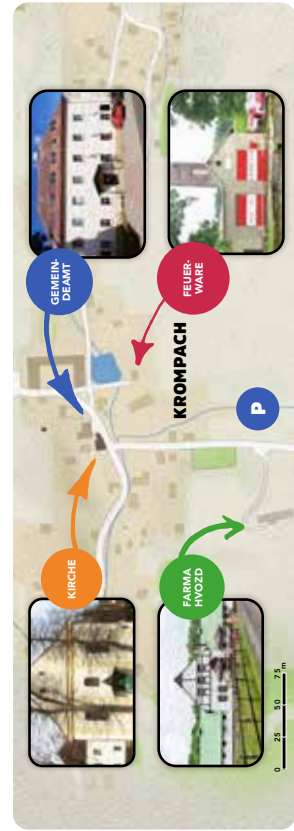 GEMEIN-
DEAMT
FEUER-
WARE
KROMPACH
P
KIRCHE
FARMA
HVOZD
0 25 50 75 m